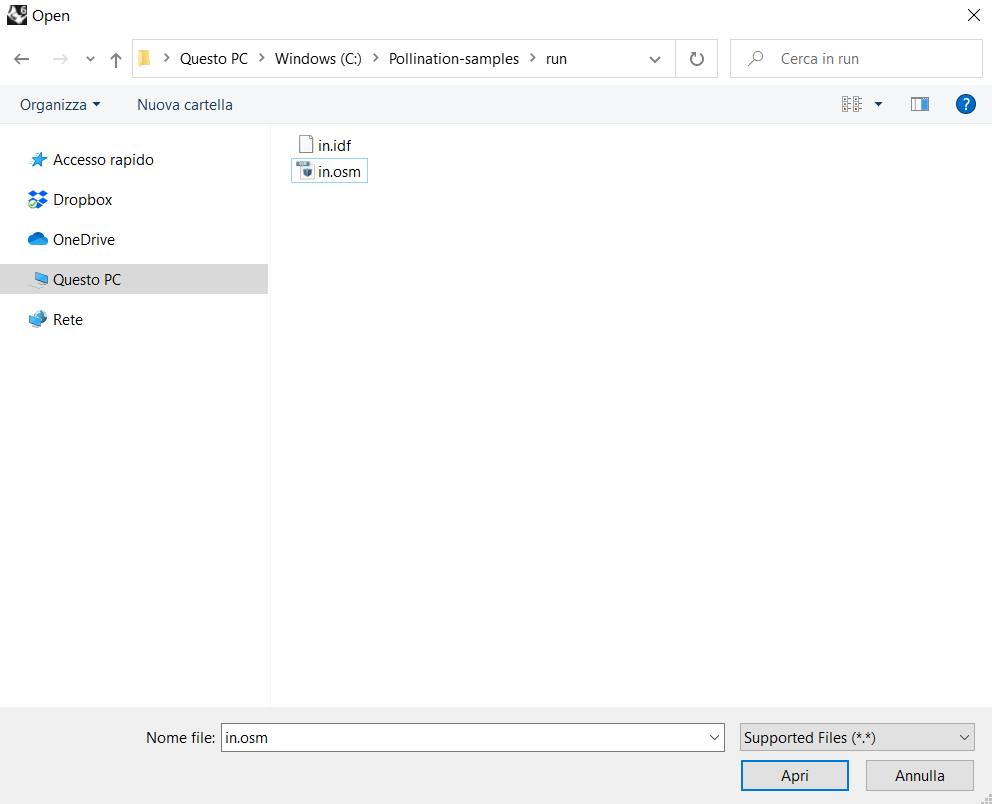 Open
Questo PC > Windows (C:) > Pollination-samples > run
Cerca in run
Organizza
Nuova cartella
?
Accesso rapido
Dropbox
OneDrive
Questo PC
Rete
in.idf
in.osm
Nome file:
in.osm
Supported Files (*.*)
Apri
Annulla